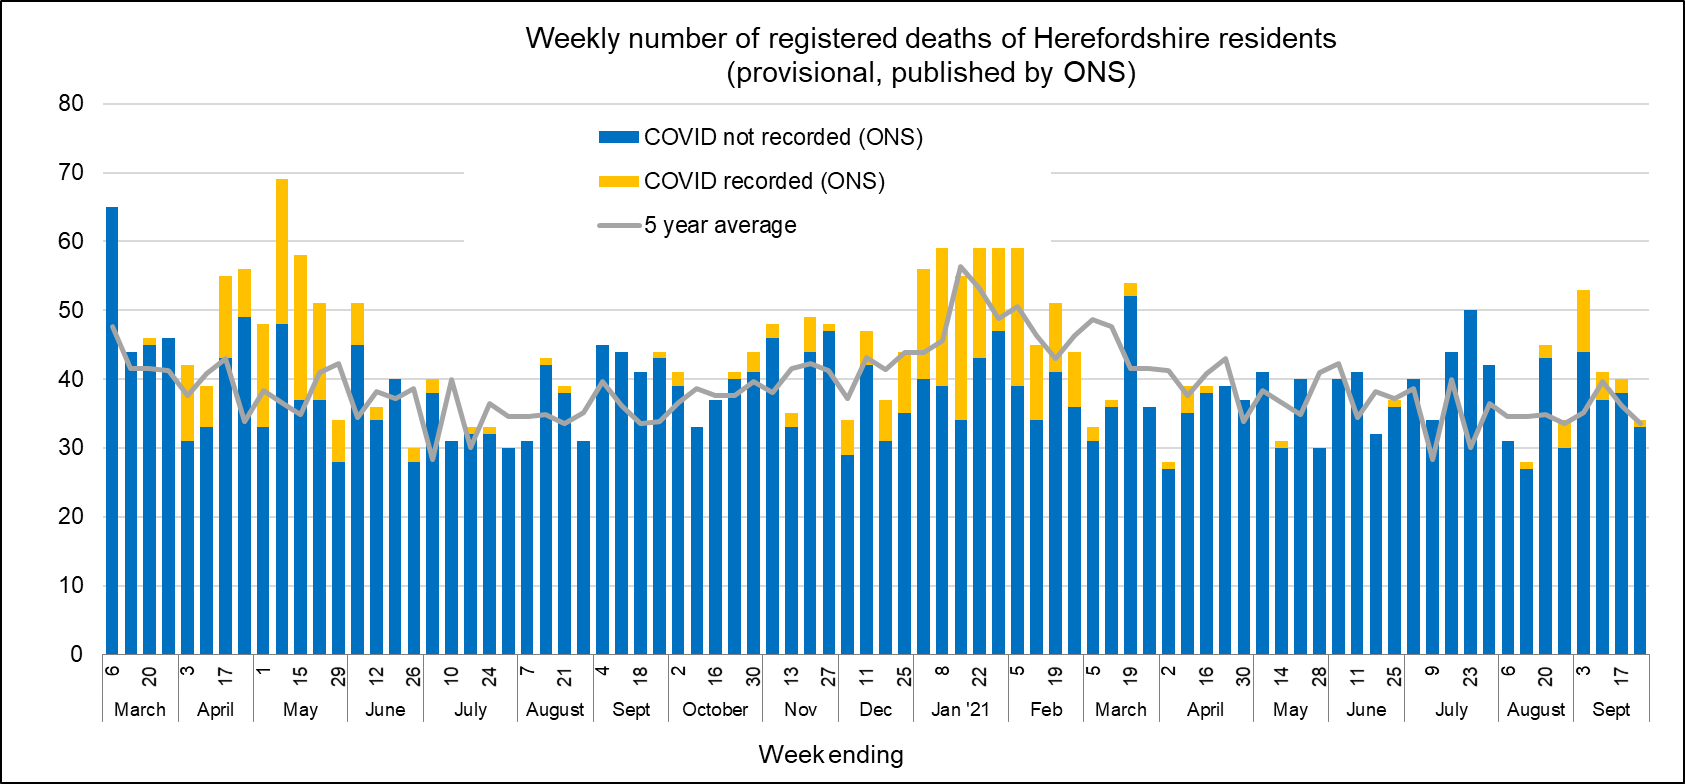 Weekly number of registered deaths of Herefordshire residents
(provisional, published by ONS)
80
70
60
50
40
30
20
10
0
COVID not recorded (ONS)
COVID recorded (ONS)
5 year average
6 20 3 17 1 15 29 12 26 10 24 7 21 4 18 2 16 30 13 27 11 25 8 22 5 19 5 19 2 16 30 14 28 11 25 9 23 6 20 3 17
March April May June July August Sept October Nov Dec Jan '21 Feb March April May June July August Sept
Week ending